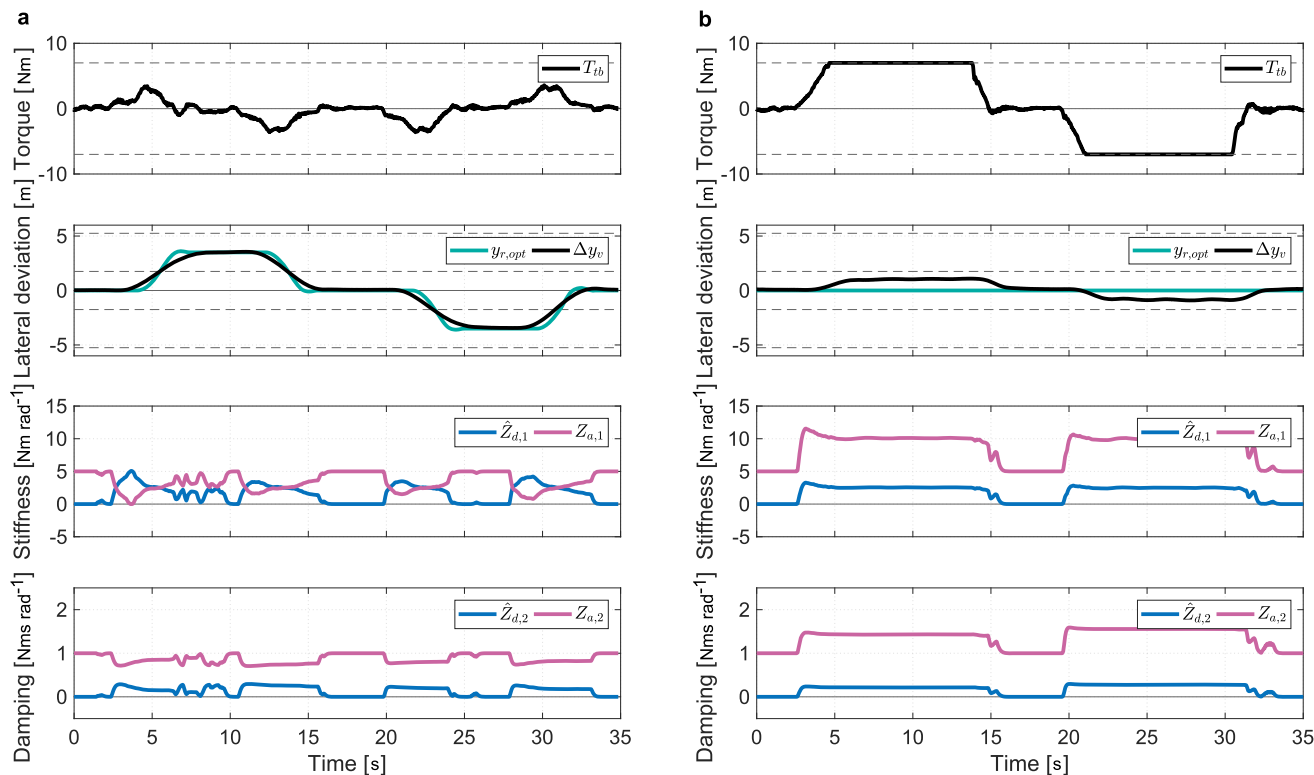 a
10
0
-10
Torque [Nm]
T_tb
5
0
-5
Lateral deviation [m]
y_r,opt Δy_v
15
10
5
0
-5
Stiffness [Nm rad⁻¹]
Ẑ_d,1 Z_a,1
2
1
0
Damping [Nms rad⁻¹]
Ẑ_d,2 Z_a,2
0 5 10 15 20 25 30 35
Time [s]
b
10
0
-10
Torque [Nm]
T_tb
5
0
-5
Lateral deviation [m]
y_r,opt Δy_v
15
10
5
0
-5
Stiffness [Nm rad⁻¹]
Ẑ_d,1 Z_a,1
2
1
0
Damping [Nms rad⁻¹]
Ẑ_d,2 Z_a,2
0 5 10 15 20 25 30 35
Time [s]